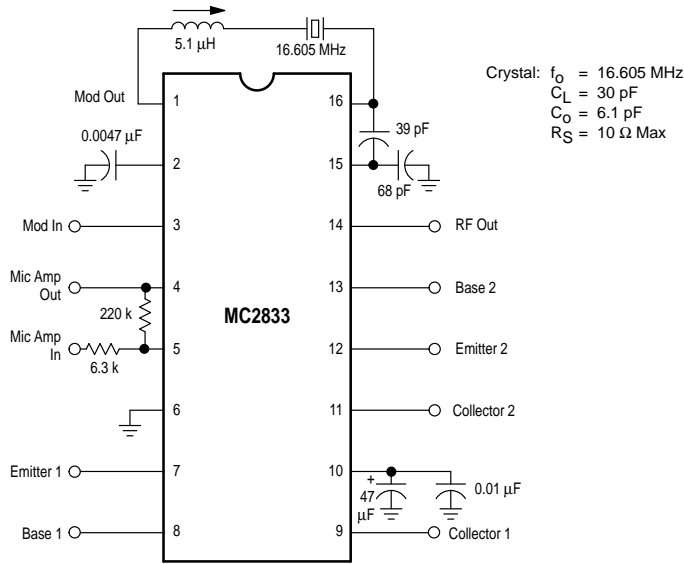 5.1 µH
16.605 MHz
Crystal: fo = 16.605 MHz
CL = 30 pF
Co = 6.1 pF
RS = 10 Ω Max
Mod Out
1
16
39 pF
0.0047 µF
2
15
68 pF
Mod In
3
14
RF Out
Mic Amp
Out
4
13
Base 2
220 k
MC2833
Mic Amp
In
5
12
Emitter 2
6.3 k
6
11
Collector 2
Emitter 1
7
10
+
47
µF
0.01 µF
Base 1
8
9
Collector 1